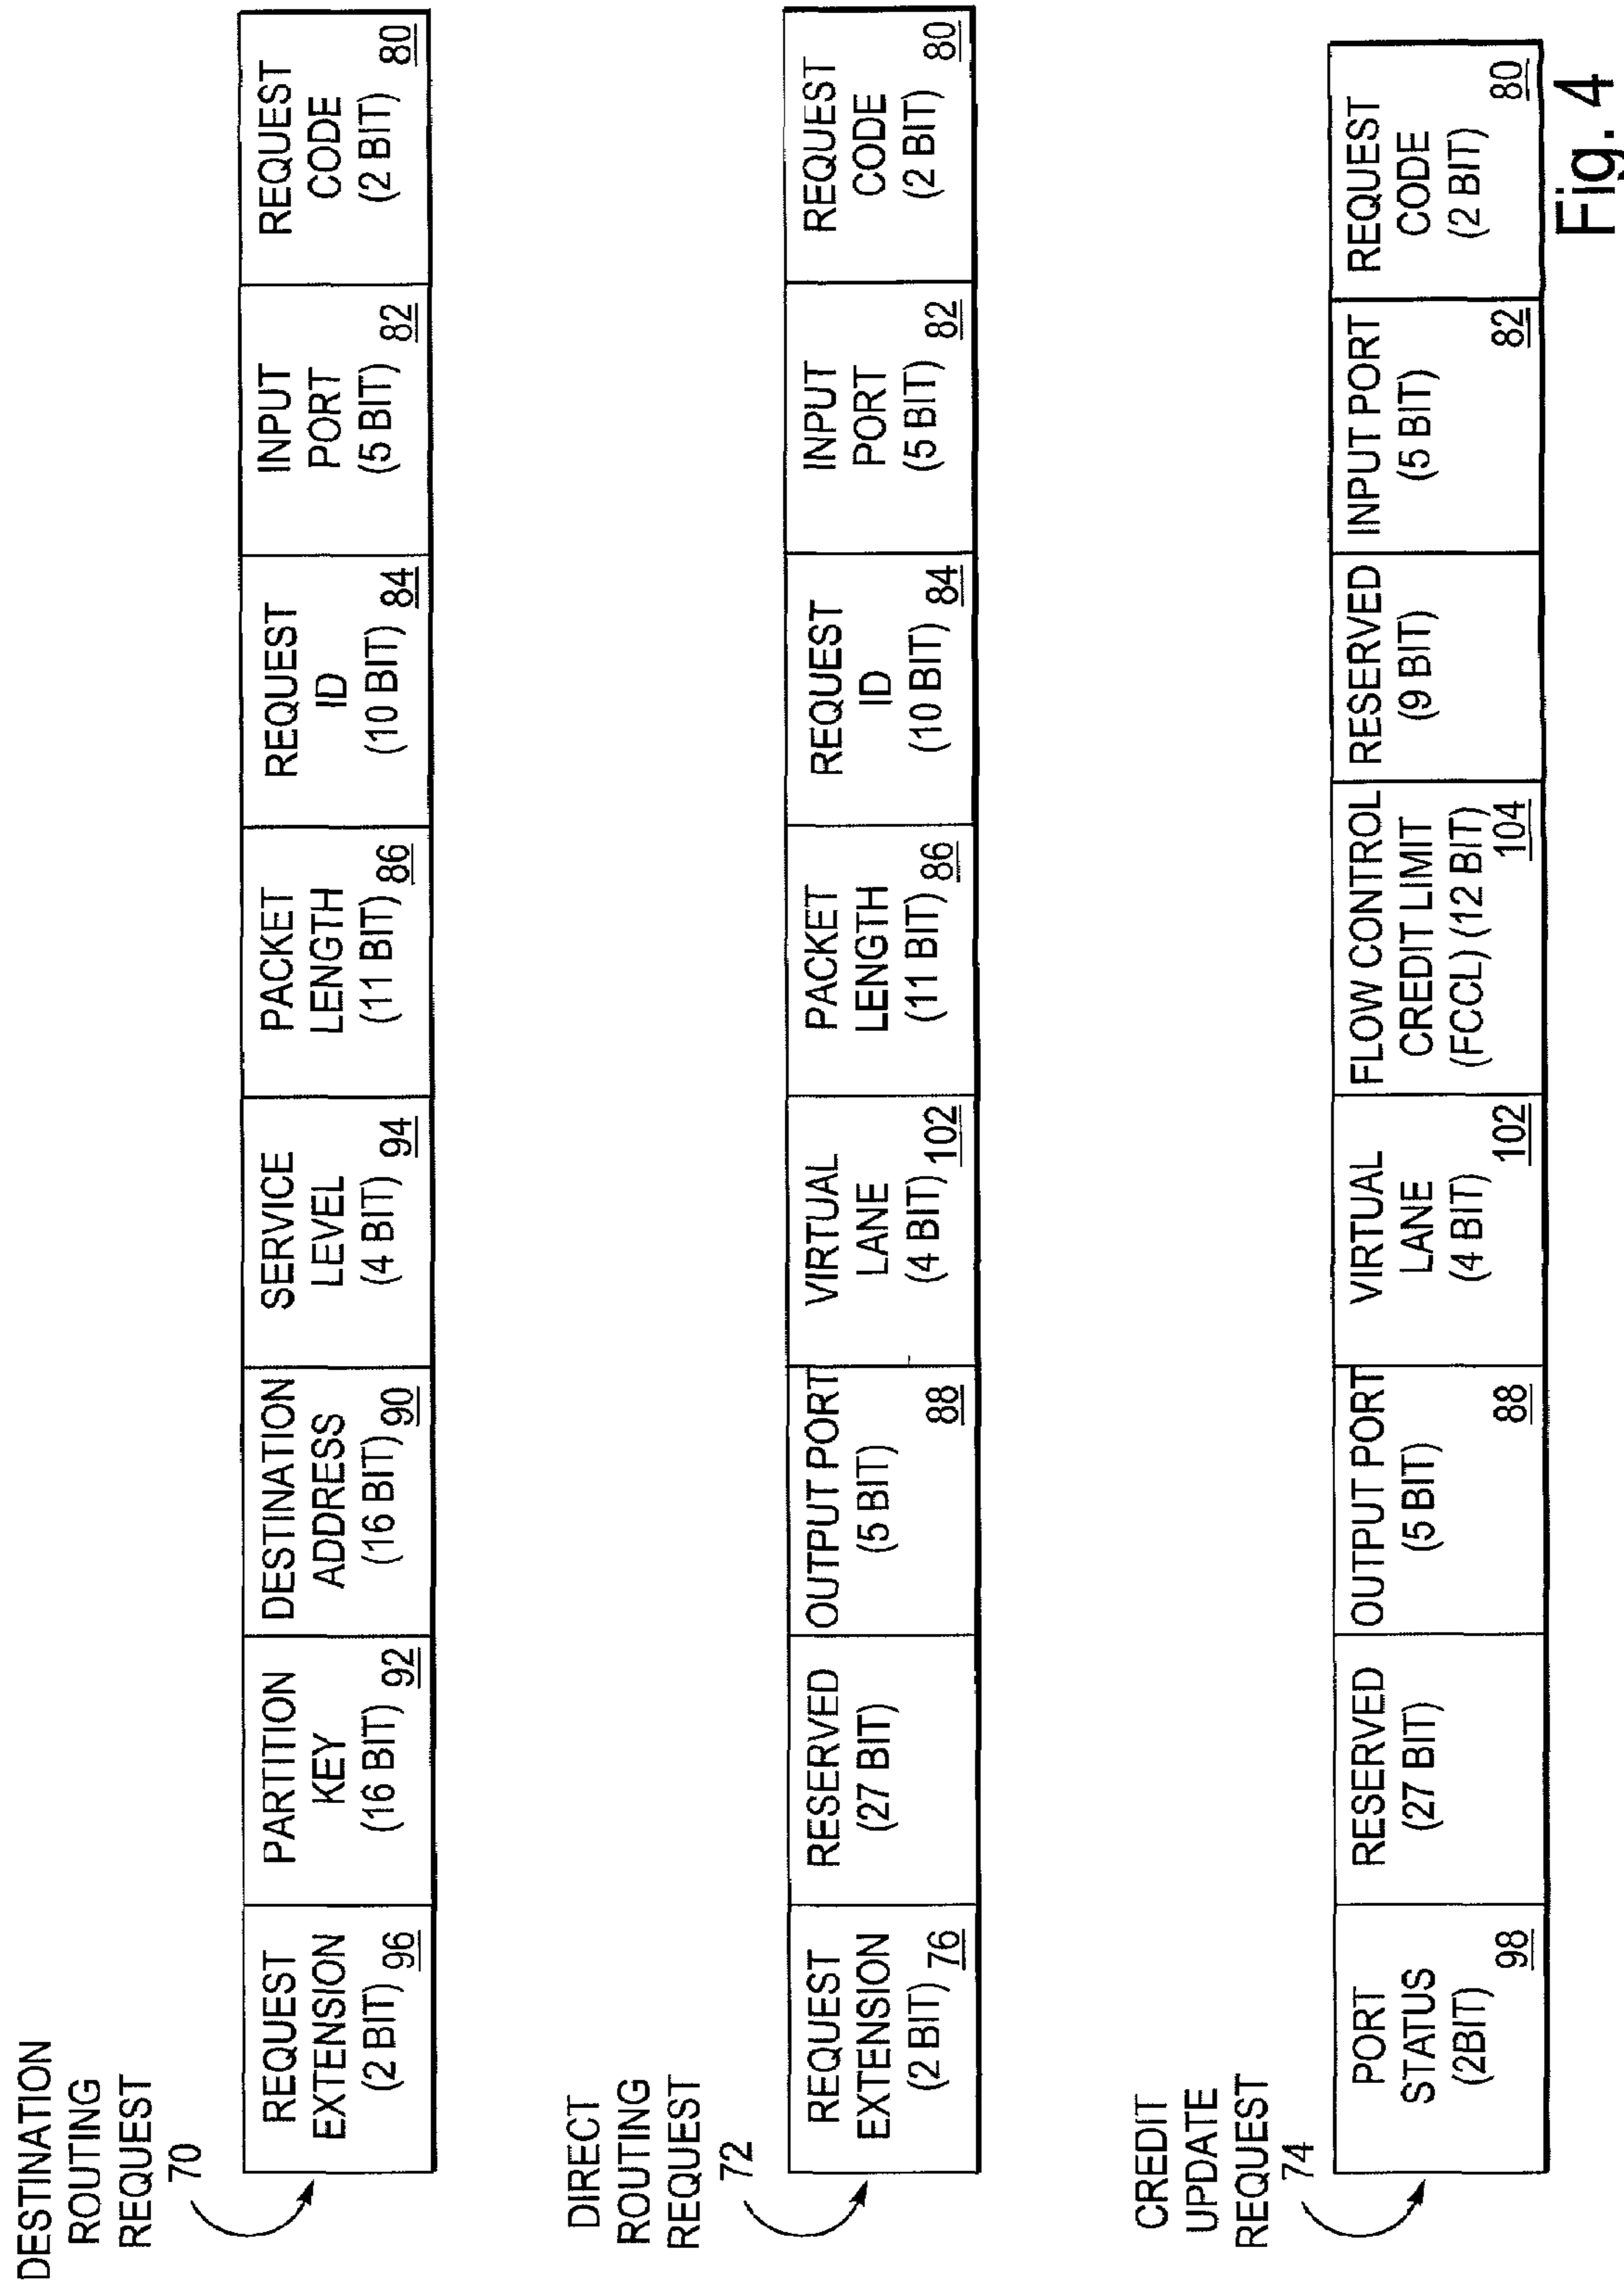 DESTINATION
ROUTING
REQUEST
70
REQUEST
EXTENSION
(2 BIT) 96
PARTITION
KEY
(16 BIT) 92
DESTINATION
ADDRESS
(16 BIT) 90
SERVICE
LEVEL
(4 BIT) 94
PACKET
LENGTH
(11 BIT) 86
REQUEST
ID
(10 BIT) 84
INPUT
PORT
(5 BIT) 82
REQUEST
CODE
(2 BIT) 80
DIRECT
ROUTING
REQUEST
72
REQUEST
EXTENSION
(2 BIT) 76
RESERVED
(27 BIT)
OUTPUT PORT
(5 BIT)
88
VIRTUAL
LANE
(4 BIT) 102
PACKET
LENGTH
(11 BIT) 86
REQUEST
ID
(10 BIT) 84
INPUT
PORT
(5 BIT) 82
REQUEST
CODE
(2 BIT) 80
CREDIT
UPDATE
REQUEST
74
PORT
STATUS
(2BIT)
98
RESERVED
(27 BIT)
OUTPUT PORT
(5 BIT)
88
VIRTUAL
LANE
(4 BIT)
102
FLOW CONTROL
CREDIT LIMIT
(FCCL) (12 BIT)
104
RESERVED
(9 BIT)
INPUT PORT
(5 BIT)
82
REQUEST
CODE
(2 BIT)
80
Fig. 4